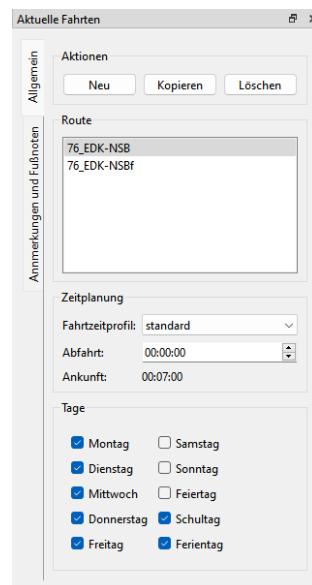 Aktuelle Fahrten
Allgemein
Annmerkungen und Fußnoten
Aktionen
Neu Kopieren Löschen
Route
76_EDK-NSB
76_EDK-NSBf
Zeitplanung
Fahrtzeitprofil: standard
Abfahrt: 00:00:00
Ankunft: 00:07:00
Tage
Montag Samstag
Dienstag Sonntag
Mittwoch Feiertag
Donnerstag Schultag
Freitag Ferientag